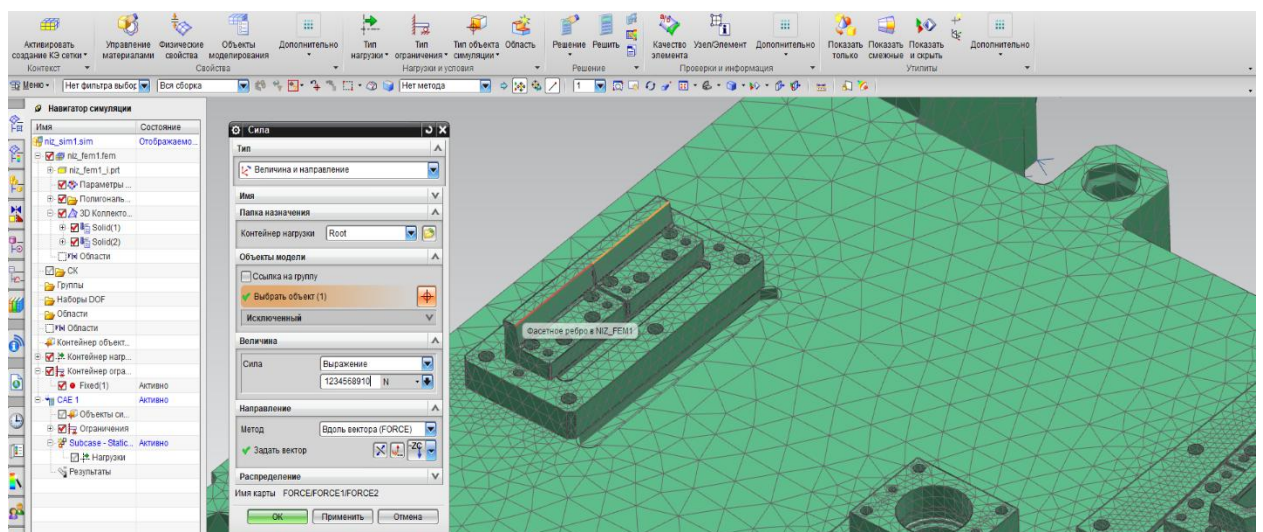 Активировать создание КЭ сетки
Управление материалами
Физические свойства
Объекты моделирования
Дополнительно
Тип нагрузки
Тип ограничения
Тип объекта симуляции
Область
Решение
Решить
Качество элемента
Узел/Элемент
Дополнительно
Показать только
Показать смежные
Показать и скрыть
Дополнительно
Контекст
Свойства
Нагрузки и условия
Решение
Проверки и информация
Утилиты
Меню
Нет фильтра выбор
Вся сборка
Нет метода
1
Навигатор симуляции
Имя Состояние
niz_sim1.sim Отображаемо...
niz_fem1.fem
niz_fem1_i.prt
Параметры ...
Полигональ...
3D Коллекто...
Solid(1)
Solid(2)
Области
СК
Группы
Наборы DOF
Области
Области
Контейнер объект...
Контейнер нагр...
Контейнер огра...
Fixed(1) Активно
CAE 1 Активно
Объекты си...
Ограничения
Subcase - Static... Активно
Нагрузки
Результаты
Сила
Тип
Величина и направление
Имя
Папка назначения
Контейнер нагрузки Root
Объекты модели
Ссылка на группу
Выбрать объект (1)
Исключенный
Величина
Сила Выражение
1234568910 N
Направление
Метод Вдоль вектора (FORCE)
Задать вектор -ZC
Распределение
Имя карты FORCE/FORCE1/FORCE2
OK Применить Отмена
Фасетное ребро в NIZ_FEM1